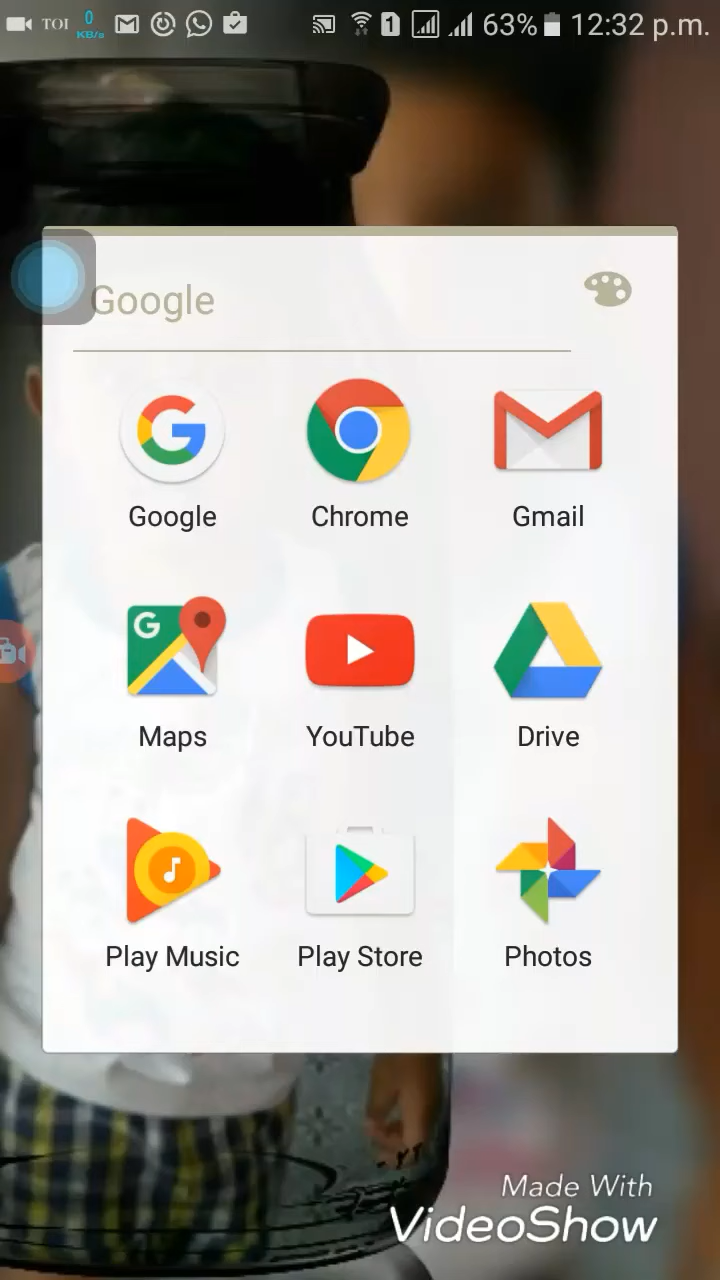 TOI 0 KB/s 1 63% 12:32 p.m.
Google
Google Chrome Gmail
G
Maps YouTube Drive
Play Music Play Store Photos
Made With
VideoShow